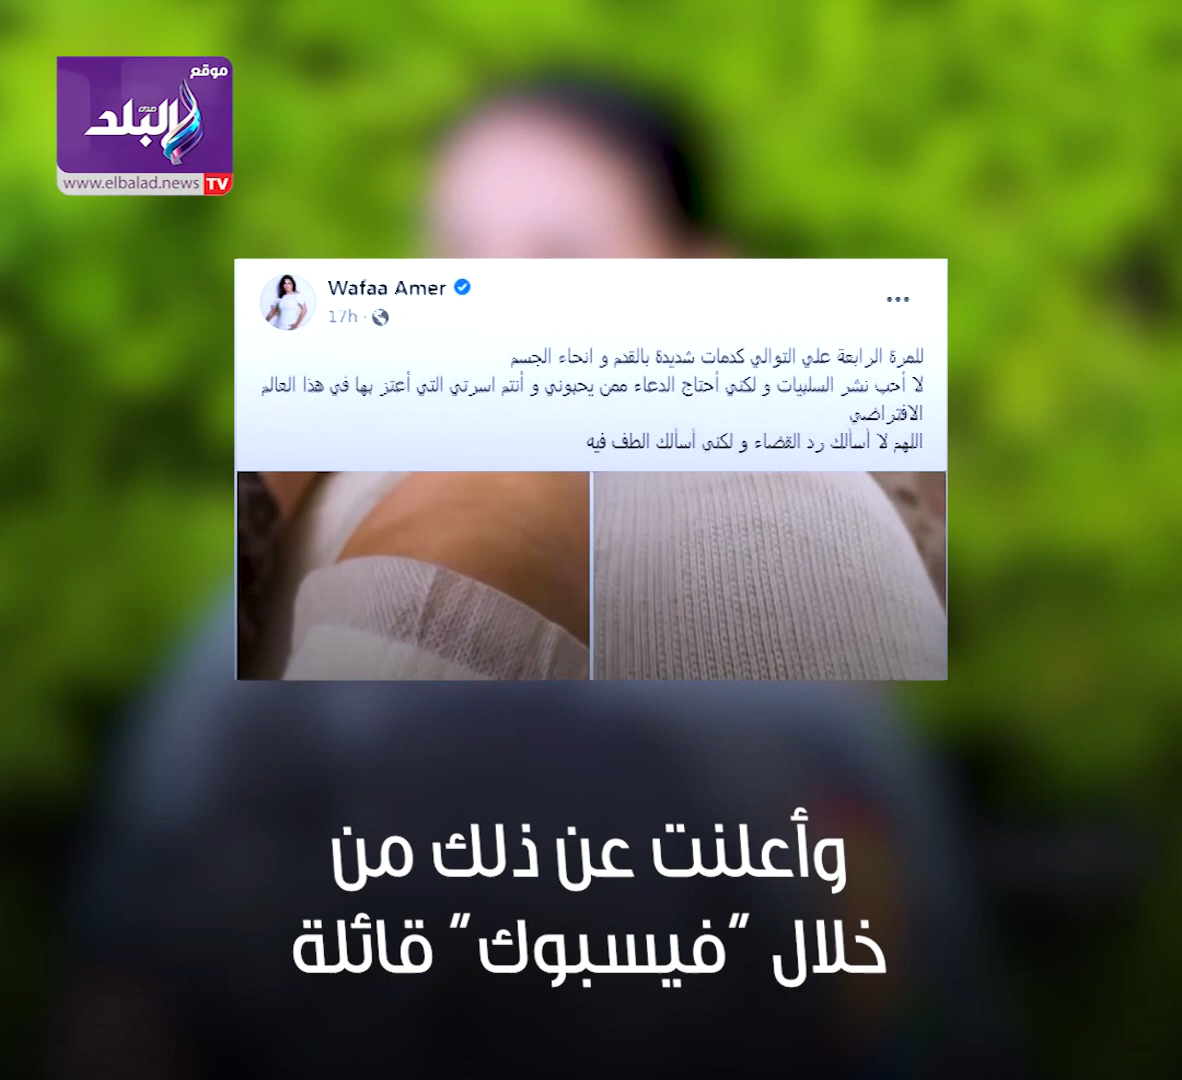 موقع
صدى
البلد
www.elbalad.news TV
Wafaa Amer
17h
للمرة الرابعة علي التوالي كدمات شديدة بالقدم و انحاء الجسم
لا أحب نشر السلبيات و لكني أحتاج الدعاء ممن يحبوني و أنتم اسرتي التي أعتز بها في هذا العالم
الافتراضي
اللهم لا أسألك رد القضاء و لكني أسألك الطف فيه
وأعلنت عن ذلك من
خلال "فيسبوك" قائلة